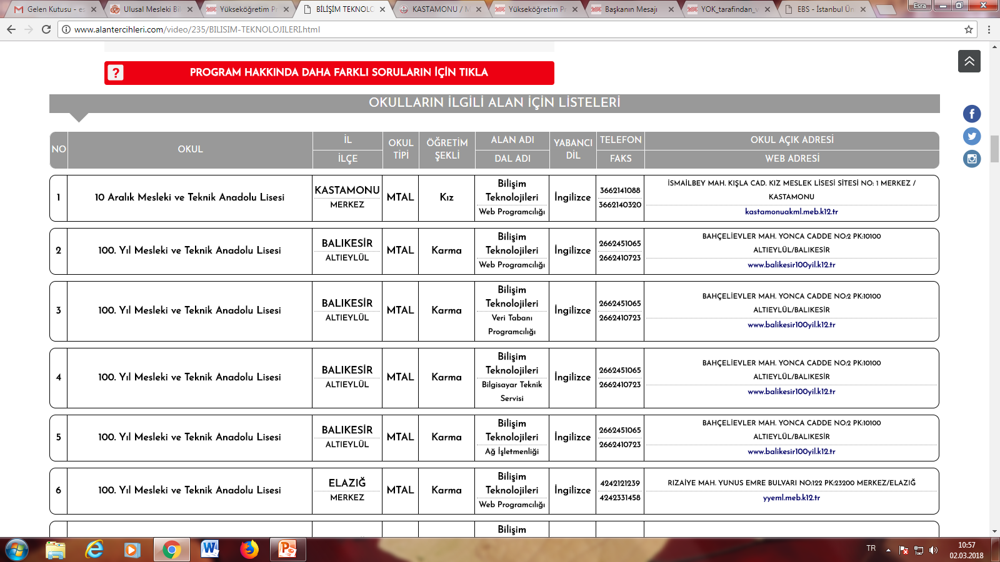 Gelen Kutusu - es
Ulusal Mesleki Bil
Yükseköğretim Pr
BİLİŞİM TEKNOLO
KASTAMONU / M
Yükseköğretim Pr
Başkanın Mesajı
YOK_tarafindan_v
EBS - İstanbul Ün
Esra
www.alantercihleri.com/video/235/BILISIM-TEKNOLOJILERI.html
? PROGRAM HAKKINDA DAHA FARKLI SORULARIN İÇİN TIKLA
OKULLARIN İLGİLİ ALAN İÇİN LİSTELERİ
NO
OKUL
İL
İLÇE
OKUL
TİPİ
ÖĞRETİM
ŞEKLİ
ALAN ADI
DAL ADI
YABANCI
DİL
TELEFON
FAKS
OKUL AÇIK ADRESİ
WEB ADRESİ
1
10 Aralık Mesleki ve Teknik Anadolu Lisesi
KASTAMONU
MERKEZ
MTAL
Kız
Bilişim
Teknolojileri
Web Programcılığı
İngilizce
3662141088
3662140320
İSMAİLBEY MAH. KIŞLA CAD. KIZ MESLEK LİSESİ SİTESİ NO: 1 MERKEZ /
KASTAMONU
kastamonuakml.meb.k12.tr
2
100. Yıl Mesleki ve Teknik Anadolu Lisesi
BALIKESİR
ALTIEYLÜL
MTAL
Karma
Bilişim
Teknolojileri
Web Programcılığı
İngilizce
2662451065
2662410723
BAHÇELİEVLER MAH. YONCA CADDE NO:2 PK:10100
ALTIEYLÜL/BALIKESİR
www.balikesir100yil.k12.tr
3
100. Yıl Mesleki ve Teknik Anadolu Lisesi
BALIKESİR
ALTIEYLÜL
MTAL
Karma
Bilişim
Teknolojileri
Veri Tabanı
Programcılığı
İngilizce
2662451065
2662410723
BAHÇELİEVLER MAH. YONCA CADDE NO:2 PK:10100
ALTIEYLÜL/BALIKESİR
www.balikesir100yil.k12.tr
4
100. Yıl Mesleki ve Teknik Anadolu Lisesi
BALIKESİR
ALTIEYLÜL
MTAL
Karma
Bilişim
Teknolojileri
Bilgisayar Teknik
Servisi
İngilizce
2662451065
2662410723
BAHÇELİEVLER MAH. YONCA CADDE NO:2 PK:10100
ALTIEYLÜL/BALIKESİR
www.balikesir100yil.k12.tr
5
100. Yıl Mesleki ve Teknik Anadolu Lisesi
BALIKESİR
ALTIEYLÜL
MTAL
Karma
Bilişim
Teknolojileri
Ağ İşletmenliği
İngilizce
2662451065
2662410723
BAHÇELİEVLER MAH. YONCA CADDE NO:2 PK:10100
ALTIEYLÜL/BALIKESİR
www.balikesir100yil.k12.tr
6
100. Yıl Mesleki ve Teknik Anadolu Lisesi
ELAZIĞ
MERKEZ
MTAL
Karma
Bilişim
Teknolojileri
Web Programcılığı
İngilizce
4242121239
4242331458
RIZAİYE MAH. YUNUS EMRE BULVARI NO:122 PK:23200 MERKEZ/ELAZIĞ
yyeml.meb.k12.tr
Bilişim
TR
10:57
02.03.2018